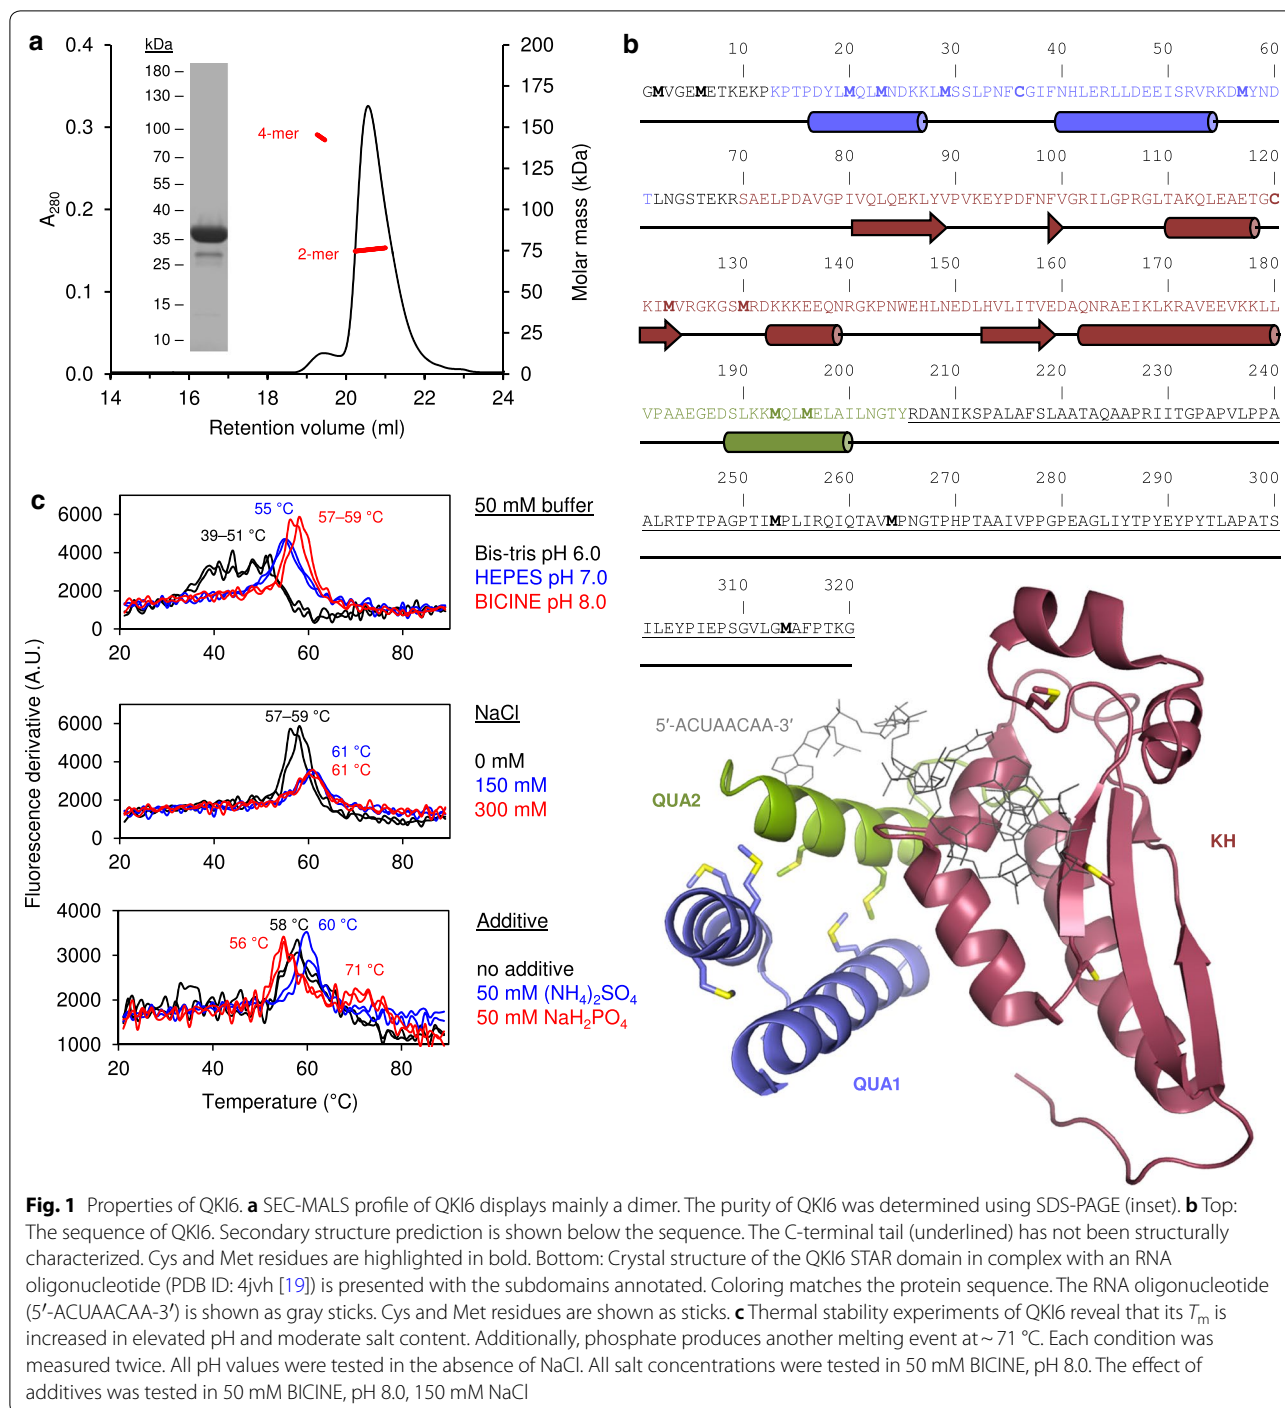 a
kDa
180 –
130 –
100 –
70 –
55 –
40 –
35 –
25 –
15 –
10 –
0.4
0.3
0.2
0.1
0.0
A280
200
175
150
125
100
75
50
25
0
Molar mass (kDa)
4-mer
2-mer
14 16 18 20 22 24
Retention volume (ml)
b
10 20 30 40 50 60
GMVGEMETKEKPKPTPDYLMQLMNDKKLMSSLPNFCGIFNHLERLLDEEISRVRKDMYND
70 80 90 100 110 120
TLNGSTEKRSAELPDAVGPIVQLQEKLYVPVKEYPDFNFVGRILGPRGLTAKQLEAETGC
130 140 150 160 170 180
KIMVRGKGSMRDKKKEEQNRGKPNWEHLNEDLHVLITVEDAQNRAEIKLKRAVEEVKKLL
190 200 210 220 230 240
VPAAEGEDSLKKMQLMELAILNGTYRDANIKSPALAFSLAATAQAAPRIITGPAPVLPPA
250 260 270 280 290 300
ALRTPTPAGPTIMPLIRQIQTAVMPNGTPHPTAAIVPPGPEAGLIYTPYEYPYTLAPATS
310 320
ILEYPIEPSGVLGMAFPTKG
5′-ACUAACAA-3′
QUA2
KH
QUA1
c
Fluorescence derivative (A.U.)
6000
4000
2000
0
39–51 °C
55 °C
57–59 °C
20 40 60 80
50 mM buffer
Bis-tris pH 6.0
HEPES pH 7.0
BICINE pH 8.0
6000
4000
2000
0
57–59 °C
61 °C
61 °C
20 40 60 80
NaCl
0 mM
150 mM
300 mM
4000
3000
2000
1000
56 °C
58 °C
60 °C
71 °C
20 40 60 80
Temperature (°C)
Additive
no additive
50 mM (NH4)2SO4
50 mM NaH2PO4
Fig. 1 Properties of QKI6. a SEC-MALS profile of QKI6 displays mainly a dimer. The purity of QKI6 was determined using SDS-PAGE (inset). b Top:
The sequence of QKI6. Secondary structure prediction is shown below the sequence. The C-terminal tail (underlined) has not been structurally
characterized. Cys and Met residues are highlighted in bold. Bottom: Crystal structure of the QKI6 STAR domain in complex with an RNA
oligonucleotide (PDB ID: 4jvh [19]) is presented with the subdomains annotated. Coloring matches the protein sequence. The RNA oligonucleotide
(5′-ACUAACAA-3′) is shown as gray sticks. Cys and Met residues are shown as sticks. c Thermal stability experiments of QKI6 reveal that its Tm is
increased in elevated pH and moderate salt content. Additionally, phosphate produces another melting event at ~ 71 °C. Each condition was
measured twice. All pH values were tested in the absence of NaCl. All salt concentrations were tested in 50 mM BICINE, pH 8.0. The effect of
additives was tested in 50 mM BICINE, pH 8.0, 150 mM NaCl